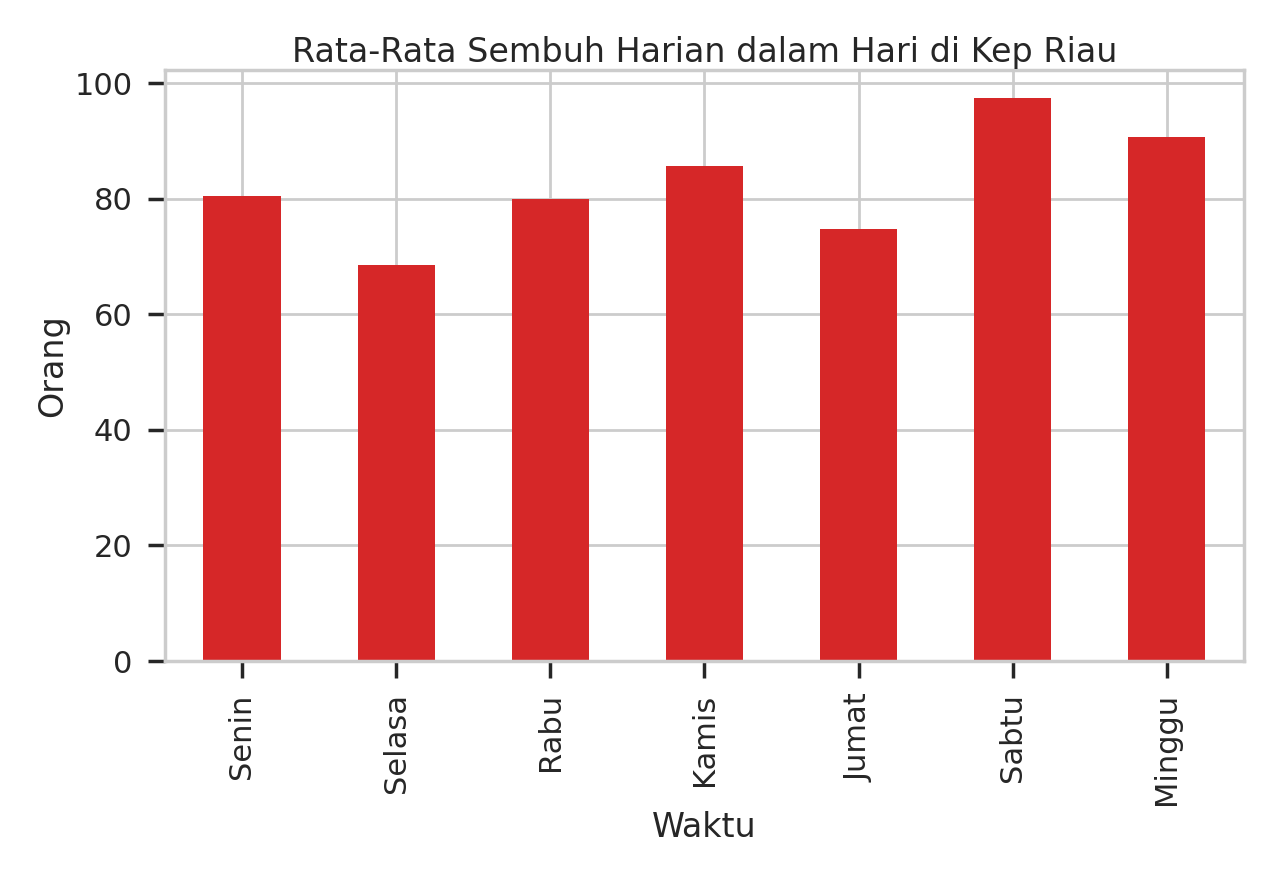 Rata-Rata Sembuh Harian dalam Hari di Kep Riau
100
80
60
40
20
0
Orang
Senin
Selasa
Rabu
Kamis
Jumat
Sabtu
Minggu
Waktu